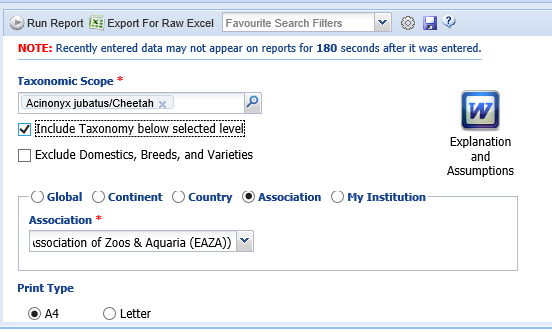 Run Report Export For Raw Excel Favourite Search Filters
NOTE: Recently entered data may not appear on reports for 180 seconds after it was entered.
Taxonomic Scope *
Acinonyx jubatus/Cheetah
Include Taxonomy below selected level
Exclude Domestics, Breeds, and Varieties
W
Explanation
and
Assumptions
Global Continent Country Association My Institution
Association *
ssociation of Zoos & Aquaria (EAZA))
Print Type
A4 Letter